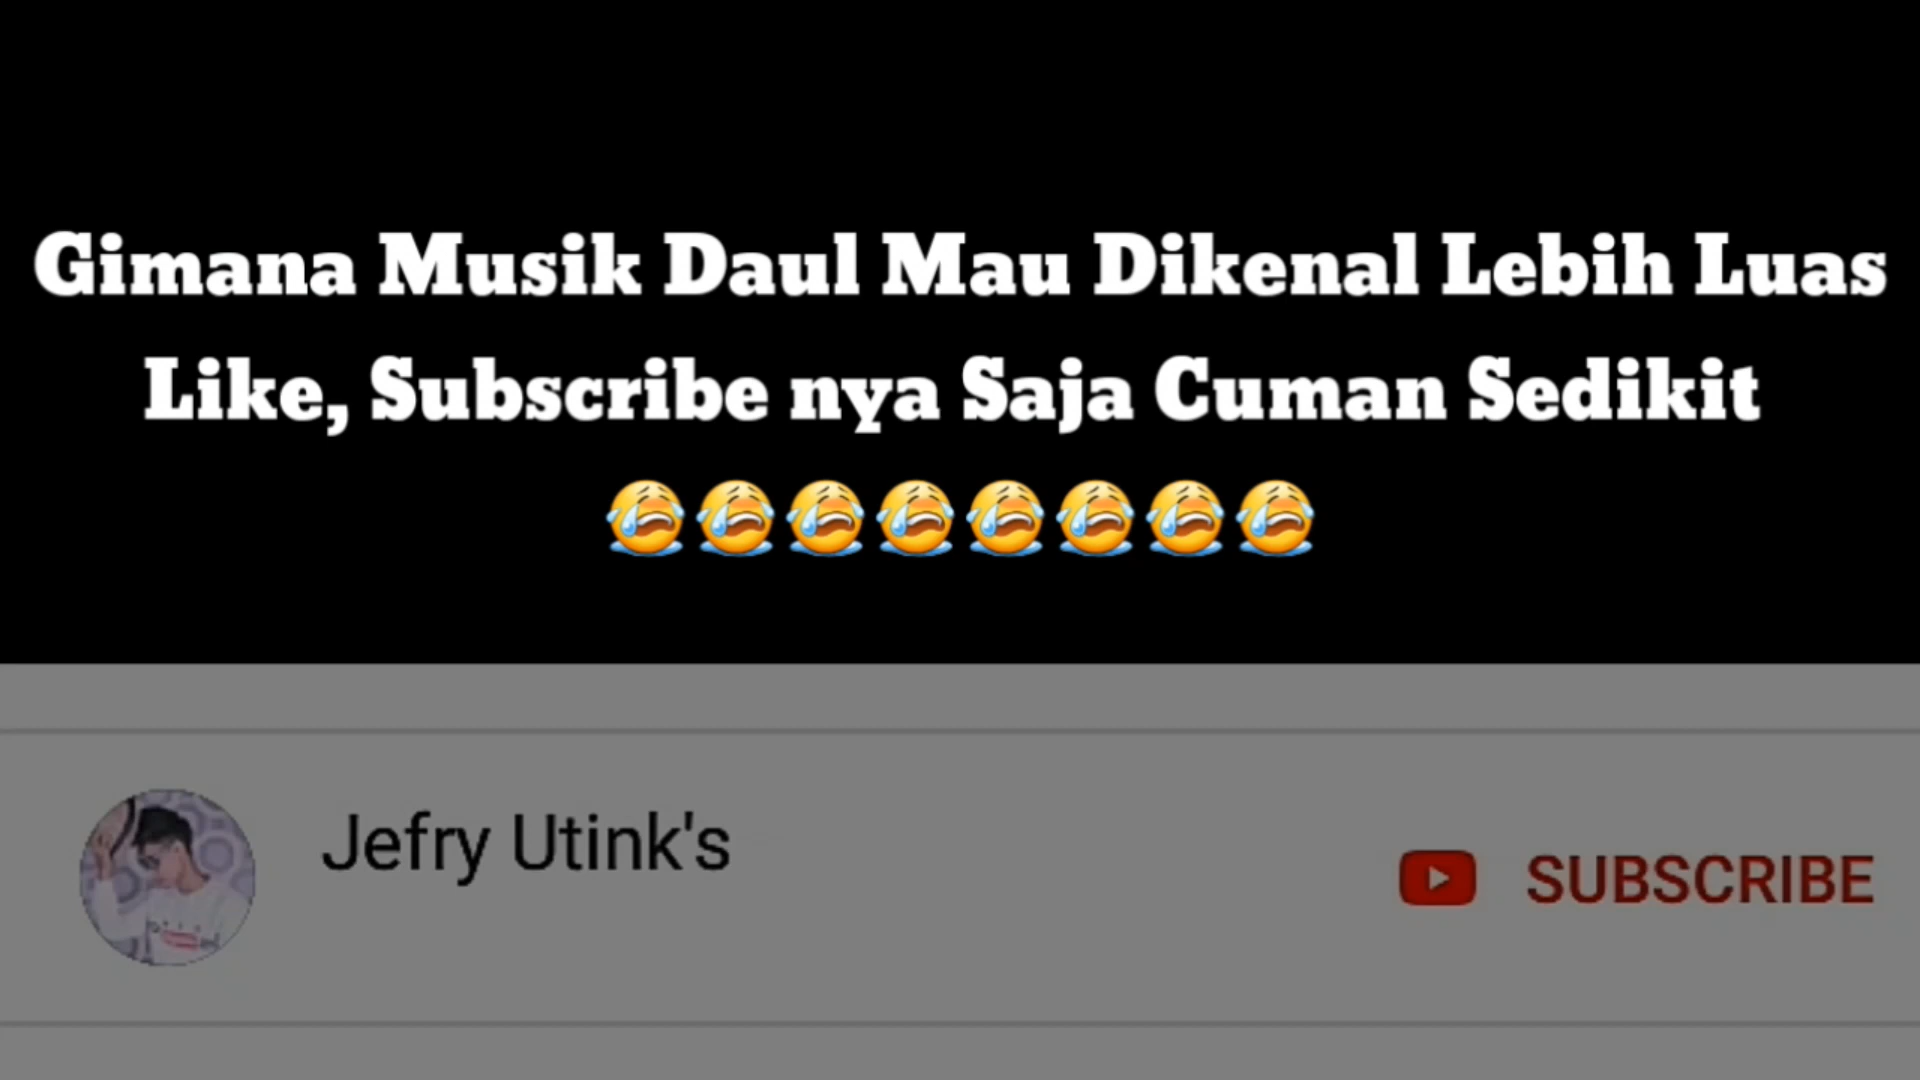 Gimana Musik Daul Mau Dikenal Lebih Luas
Like, Subscribe nya Saja Cuman Sedikit
😭😭😭😭😭😭😭😭
Jefry Utink's
SUBSCRIBE